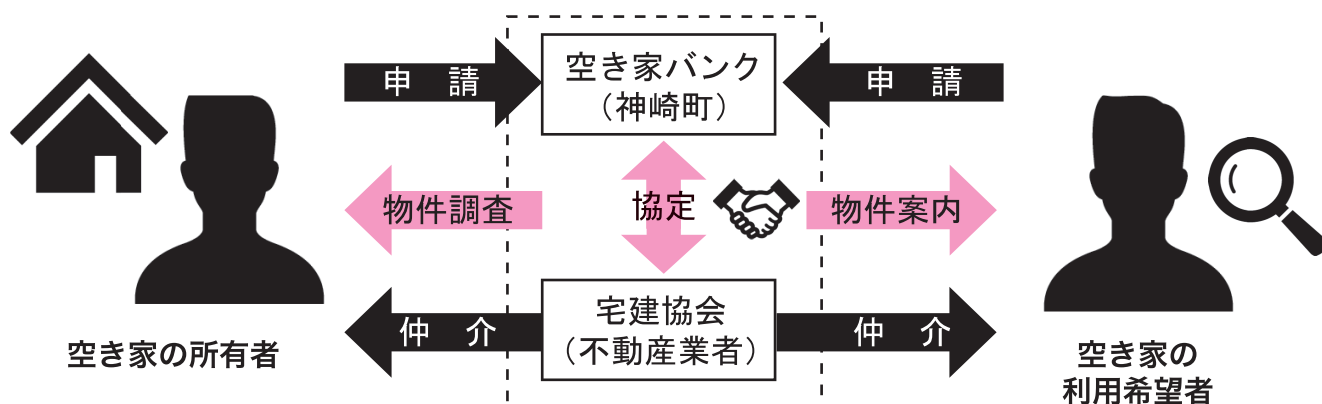 申請
空き家バンク
（神崎町）
申請
物件調査
協定
物件案内
仲介
宅建協会
（不動産業者）
仲介
空き家の所有者
空き家の
利用希望者